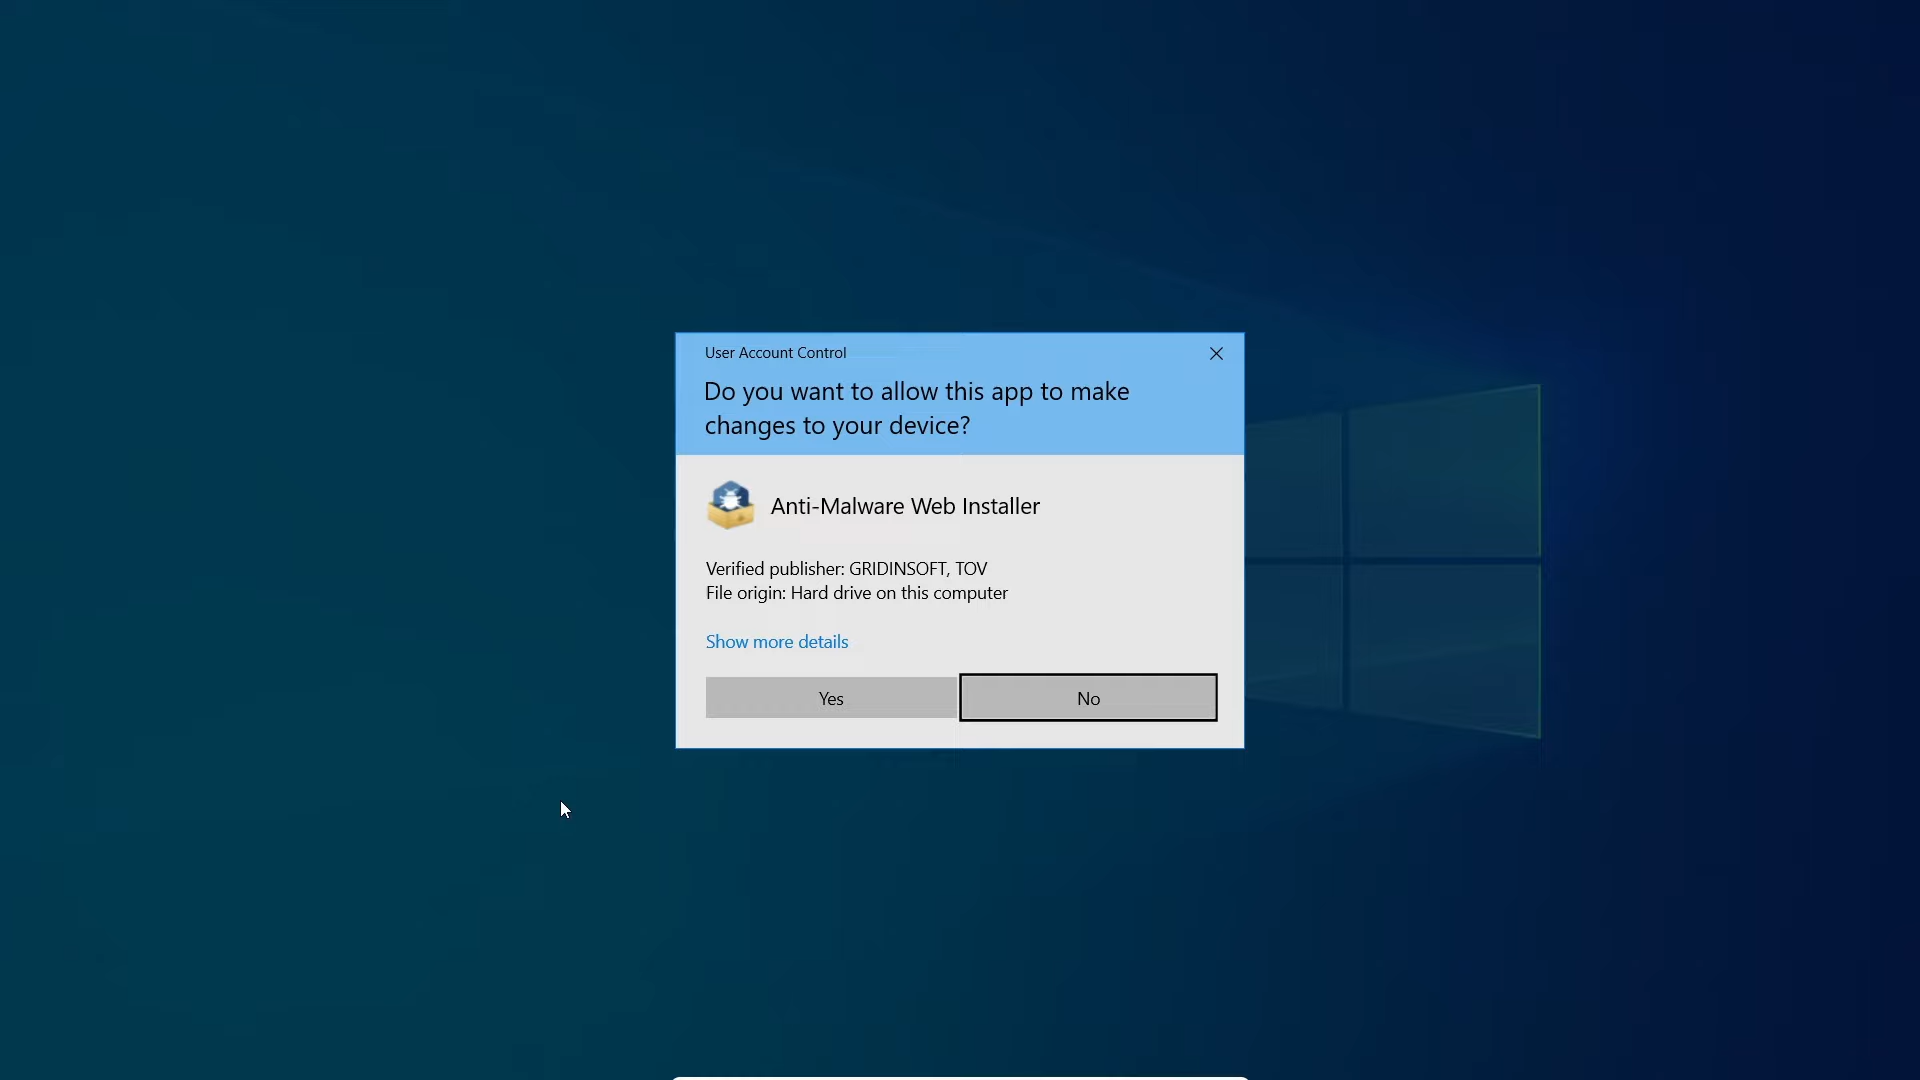 User Account Control
Do you want to allow this app to make
changes to your device?
Anti-Malware Web Installer
Verified publisher: GRIDINSOFT, TOV
File origin: Hard drive on this computer
Show more details
Yes
No